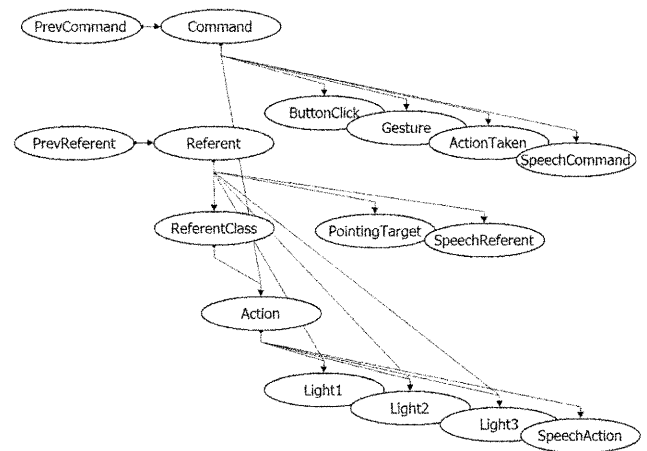 PrevCommand
Command
ButtonClick
Gesture
ActionTaken
SpeechCommand
PrevReferent
Referent
ReferentClass
PointingTarget
SpeechReferent
Action
Light1
Light2
Light3
SpeechAction